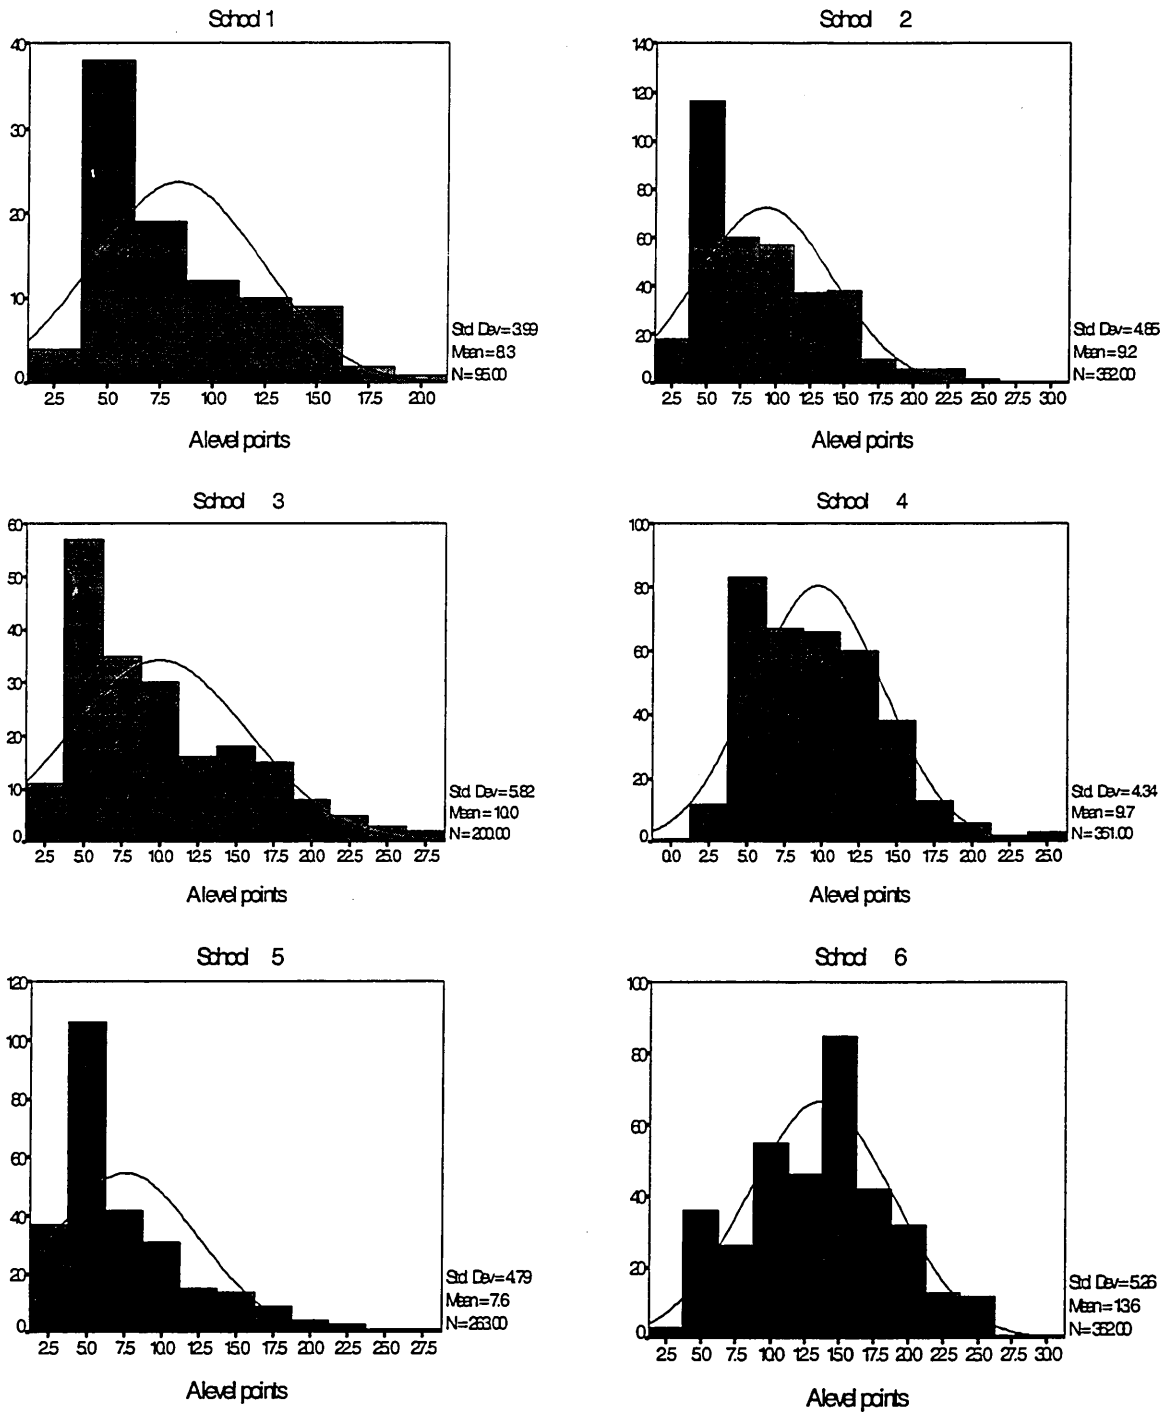 School 1
40
30
20
10
0
2.5 5.0 7.5 10.0 12.5 15.0 17.5 20.0
Std. Dev = 3.99
Mean = 8.3
N = 95.00
A level points
School 2
140
120
100
80
60
40
20
0
2.5 5.0 7.5 10.0 12.5 15.0 17.5 20.0 22.5 25.0 27.5 30.0
Std. Dev = 4.85
Mean = 9.2
N = 352.00
A level points
School 3
60
50
40
30
20
10
0
2.5 5.0 7.5 10.0 12.5 15.0 17.5 20.0 22.5 25.0 27.5
Std. Dev = 5.82
Mean = 10.0
N = 200.00
A level points
School 4
100
80
60
40
20
0
0.0 2.5 5.0 7.5 10.0 12.5 15.0 17.5 20.0 22.5 25.0
Std. Dev = 4.34
Mean = 9.7
N = 351.00
A level points
School 5
120
100
80
60
40
20
0
2.5 5.0 7.5 10.0 12.5 15.0 17.5 20.0 22.5 25.0 27.5
Std. Dev = 4.79
Mean = 7.6
N = 263.00
A level points
School 6
100
80
60
40
20
0
2.5 5.0 7.5 10.0 12.5 15.0 17.5 20.0 22.5 25.0 27.5 30.0
Std. Dev = 5.26
Mean = 13.6
N = 352.00
A level points